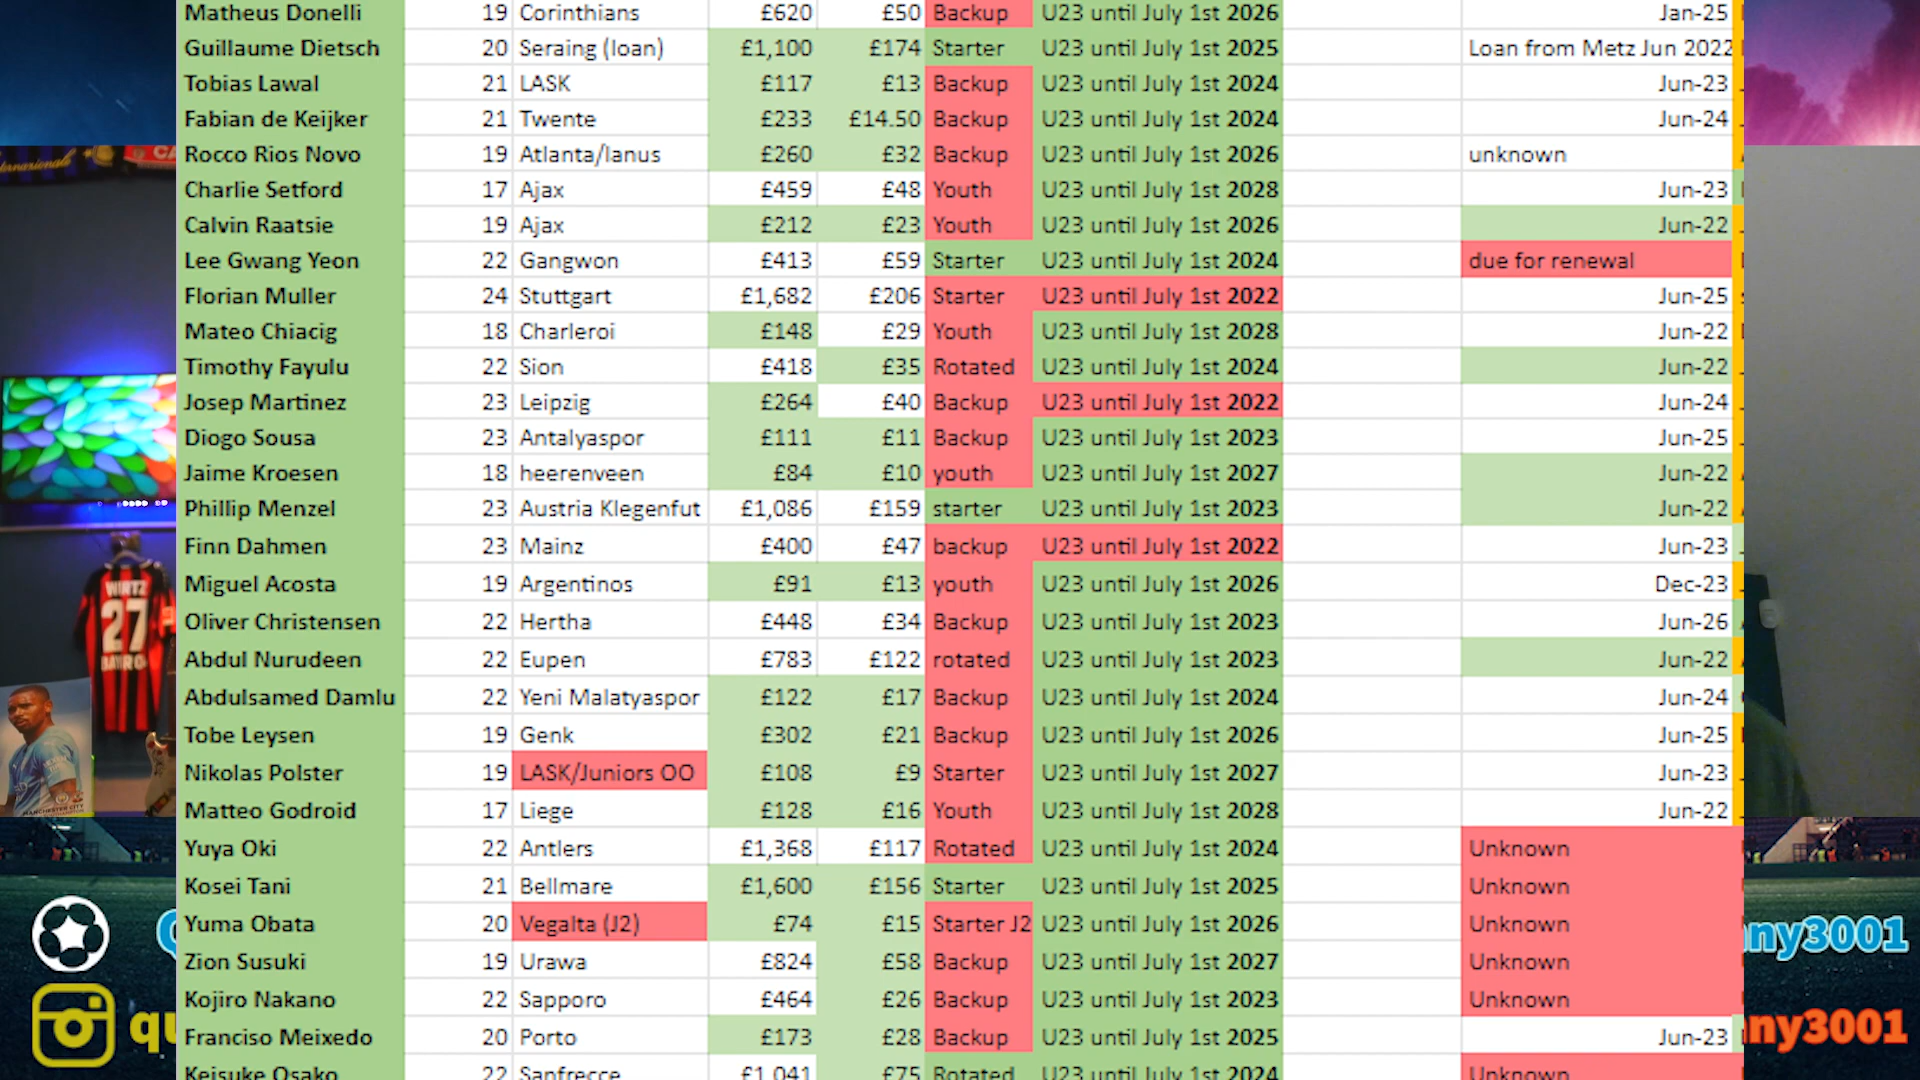 Matheus Donelli 19 Corinthians £620 £50 Backup U23 until July 1st 2026 Jan-25
Guillaume Dietsch 20 Seraing (loan) £1,100 £174 Starter U23 until July 1st 2025 Loan from Metz Jun 2022
Tobias Lawal 21 LASK £117 £13 Backup U23 until July 1st 2024 Jun-23
Fabian de Keijker 21 Twente £233 £14.50 Backup U23 until July 1st 2024 Jun-24
Rocco Rios Novo 19 Atlanta/lanus £260 £32 Backup U23 until July 1st 2026 unknown
Charlie Setford 17 Ajax £459 £48 Youth U23 until July 1st 2028 Jun-23
Calvin Raatsie 19 Ajax £212 £23 Youth U23 until July 1st 2026 Jun-22
Lee Gwang Yeon 22 Gangwon £413 £59 Starter U23 until July 1st 2024 due for renewal
Florian Muller 24 Stuttgart £1,682 £206 Starter U23 until July 1st 2022 Jun-25
Mateo Chiacig 18 Charleroi £148 £29 Youth U23 until July 1st 2028 Jun-22
Timothy Fayulu 22 Sion £418 £35 Rotated U23 until July 1st 2024 Jun-22
Josep Martinez 23 Leipzig £264 £40 Backup U23 until July 1st 2022 Jun-24
Diogo Sousa 23 Antalyaspor £111 £11 Backup U23 until July 1st 2023 Jun-25
Jaime Kroesen 18 heerenveen £84 £10 youth U23 until July 1st 2027 Jun-22
Phillip Menzel 23 Austria Klegenfut £1,086 £159 starter U23 until July 1st 2023 Jun-22
Finn Dahmen 23 Mainz £400 £47 backup U23 until July 1st 2022 Jun-23
Miguel Acosta 19 Argentinos £91 £13 youth U23 until July 1st 2026 Dec-23
Oliver Christensen 22 Hertha £448 £34 Backup U23 until July 1st 2023 Jun-26
Abdul Nurudeen 22 Eupen £783 £122 rotated U23 until July 1st 2023 Jun-22
Abdulsamed Damlu 22 Yeni Malatyaspor £122 £17 Backup U23 until July 1st 2024 Jun-24
Tobe Leysen 19 Genk £302 £21 Backup U23 until July 1st 2026 Jun-25
Nikolas Polster 19 LASK/Juniors OO £108 £9 Starter U23 until July 1st 2027 Jun-23
Matteo Godroid 17 Liege £128 £16 Youth U23 until July 1st 2028 Jun-22
Yuya Oki 22 Antlers £1,368 £117 Rotated U23 until July 1st 2024 Unknown
Kosei Tani 21 Bellmare £1,600 £156 Starter U23 until July 1st 2025 Unknown
Yuma Obata 20 Vegalta (J2) £74 £15 Starter J2 U23 until July 1st 2026 Unknown
Zion Susuki 19 Urawa £824 £58 Backup U23 until July 1st 2027 Unknown
Kojiro Nakano 22 Sapporo £464 £26 Backup U23 until July 1st 2023 Unknown
Franciso Meixedo 20 Porto £173 £28 Backup U23 until July 1st 2025 Jun-23
Keisuke Osako 22 Sanfrecce £1,041 £75 Rotated U23 until July 1st 2024 Unknown
WIRTZ
27
ny3001
qu
ny3001